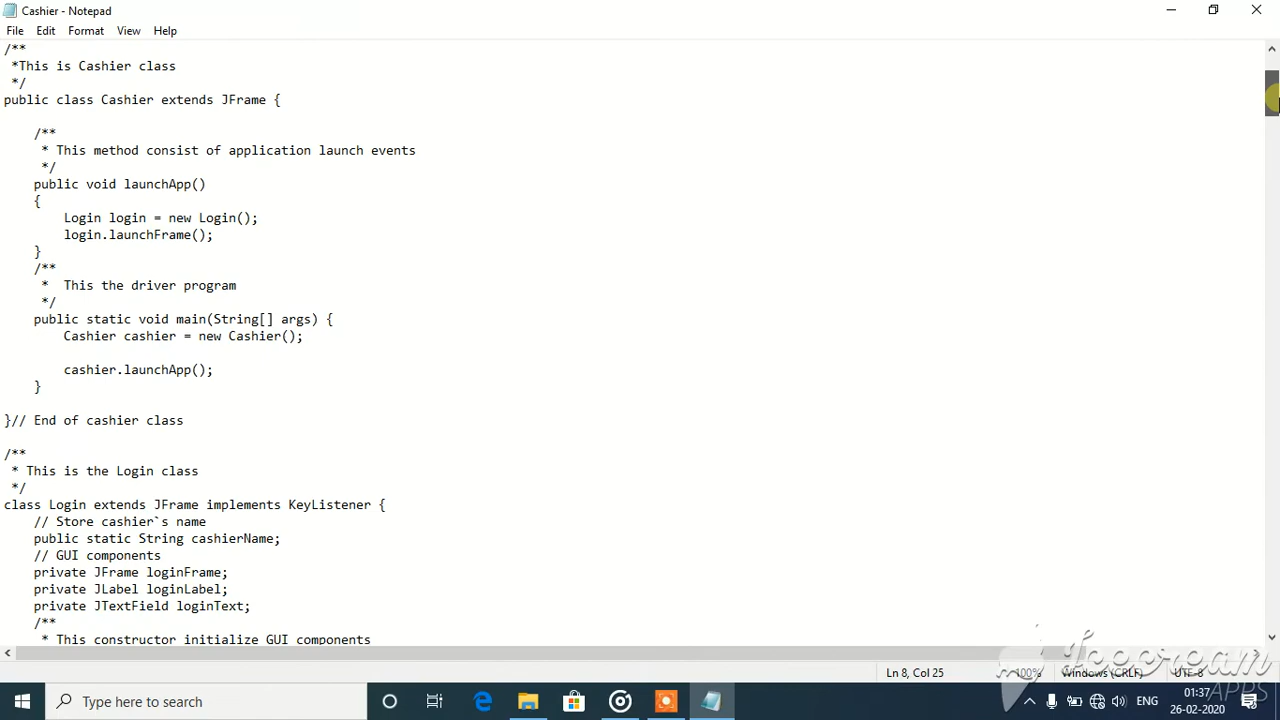 Cashier - Notepad
File Edit Format View Help
/**
*This is Cashier class
*/
public class Cashier extends JFrame {
/**
* This method consist of application launch events
*/
public void launchApp()
{
Login login = new Login();
login.launchFrame();
}
/**
* This the driver program
*/
public static void main(String[] args) {
Cashier cashier = new Cashier();
cashier.launchApp();
}
}// End of cashier class
/**
* This is the Login class
*/
class Login extends JFrame implements KeyListener {
// Store cashier`s name
public static String cashierName;
// GUI components
private JFrame loginFrame;
private JLabel loginLabel;
private JTextField loginText;
/**
* This constructor initialize GUI components
Ln 8, Col 25 100% Windows (CRLF) UTF-8
APPS
Type here to search
ENG
01:37
26-02-2020